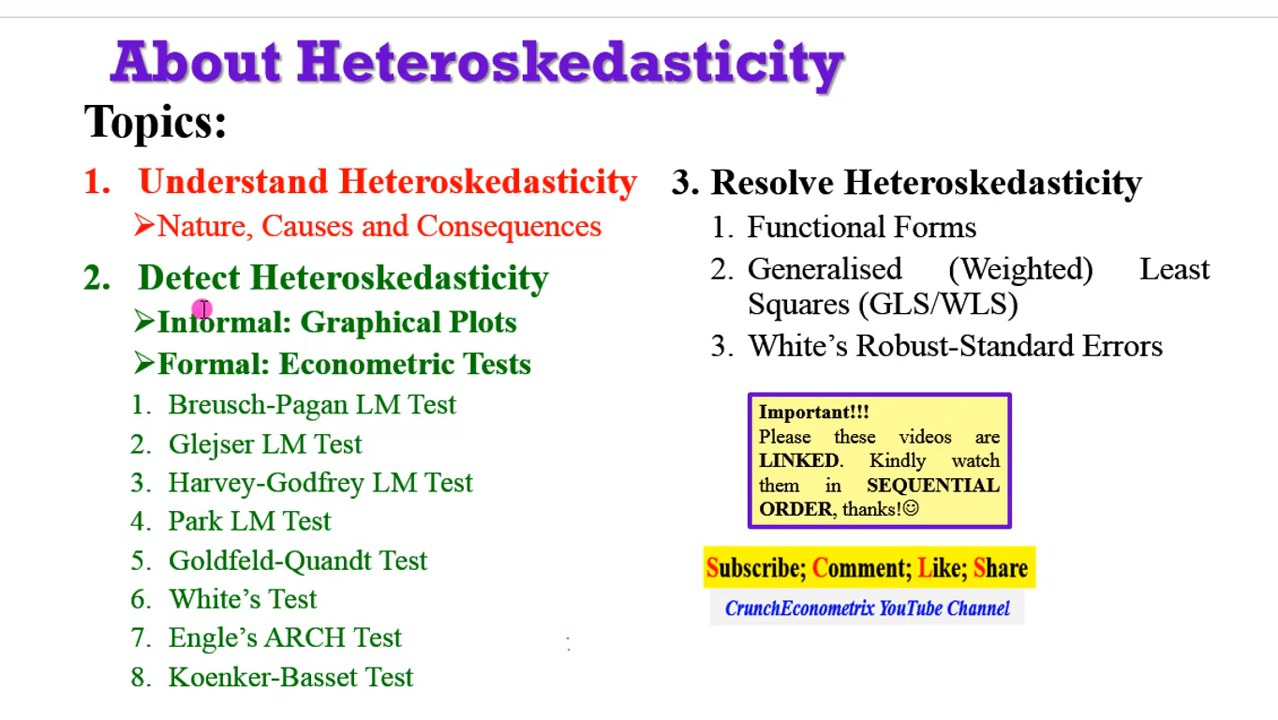 About Heteroskedasticity
Topics:
1. Understand Heteroskedasticity
➢Nature, Causes and Consequences
2. Detect Heteroskedasticity
➢Informal: Graphical Plots
➢Formal: Econometric Tests
1. Breusch-Pagan LM Test
2. Glejser LM Test
3. Harvey-Godfrey LM Test
4. Park LM Test
5. Goldfeld-Quandt Test
6. White’s Test
7. Engle’s ARCH Test
8. Koenker-Basset Test
3. Resolve Heteroskedasticity
1. Functional Forms
2. Generalised (Weighted) Least
Squares (GLS/WLS)
3. White’s Robust-Standard Errors
Important!!!
Please these videos are
LINKED. Kindly watch
them in SEQUENTIAL
ORDER, thanks!☺
Subscribe; Comment; Like; Share
CrunchEconometrix YouTube Channel